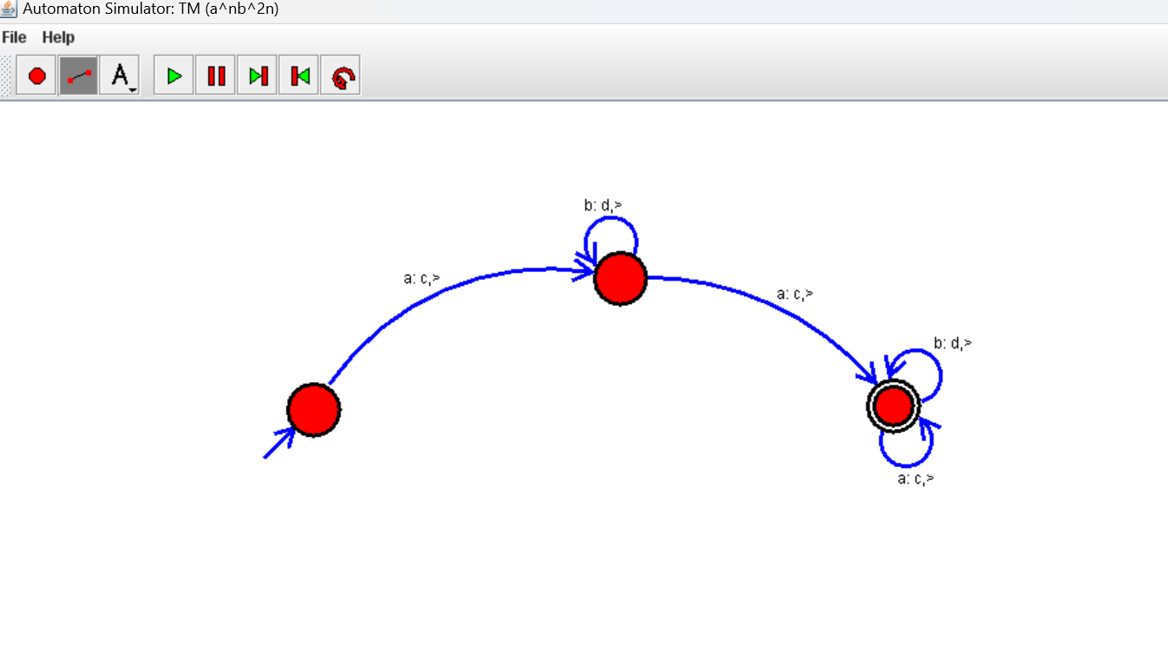 Automaton Simulator: TM (a^nb^2n)
File Help
A
b: d,>
a: c,>
a: c,>
b: d,>
a: c,>